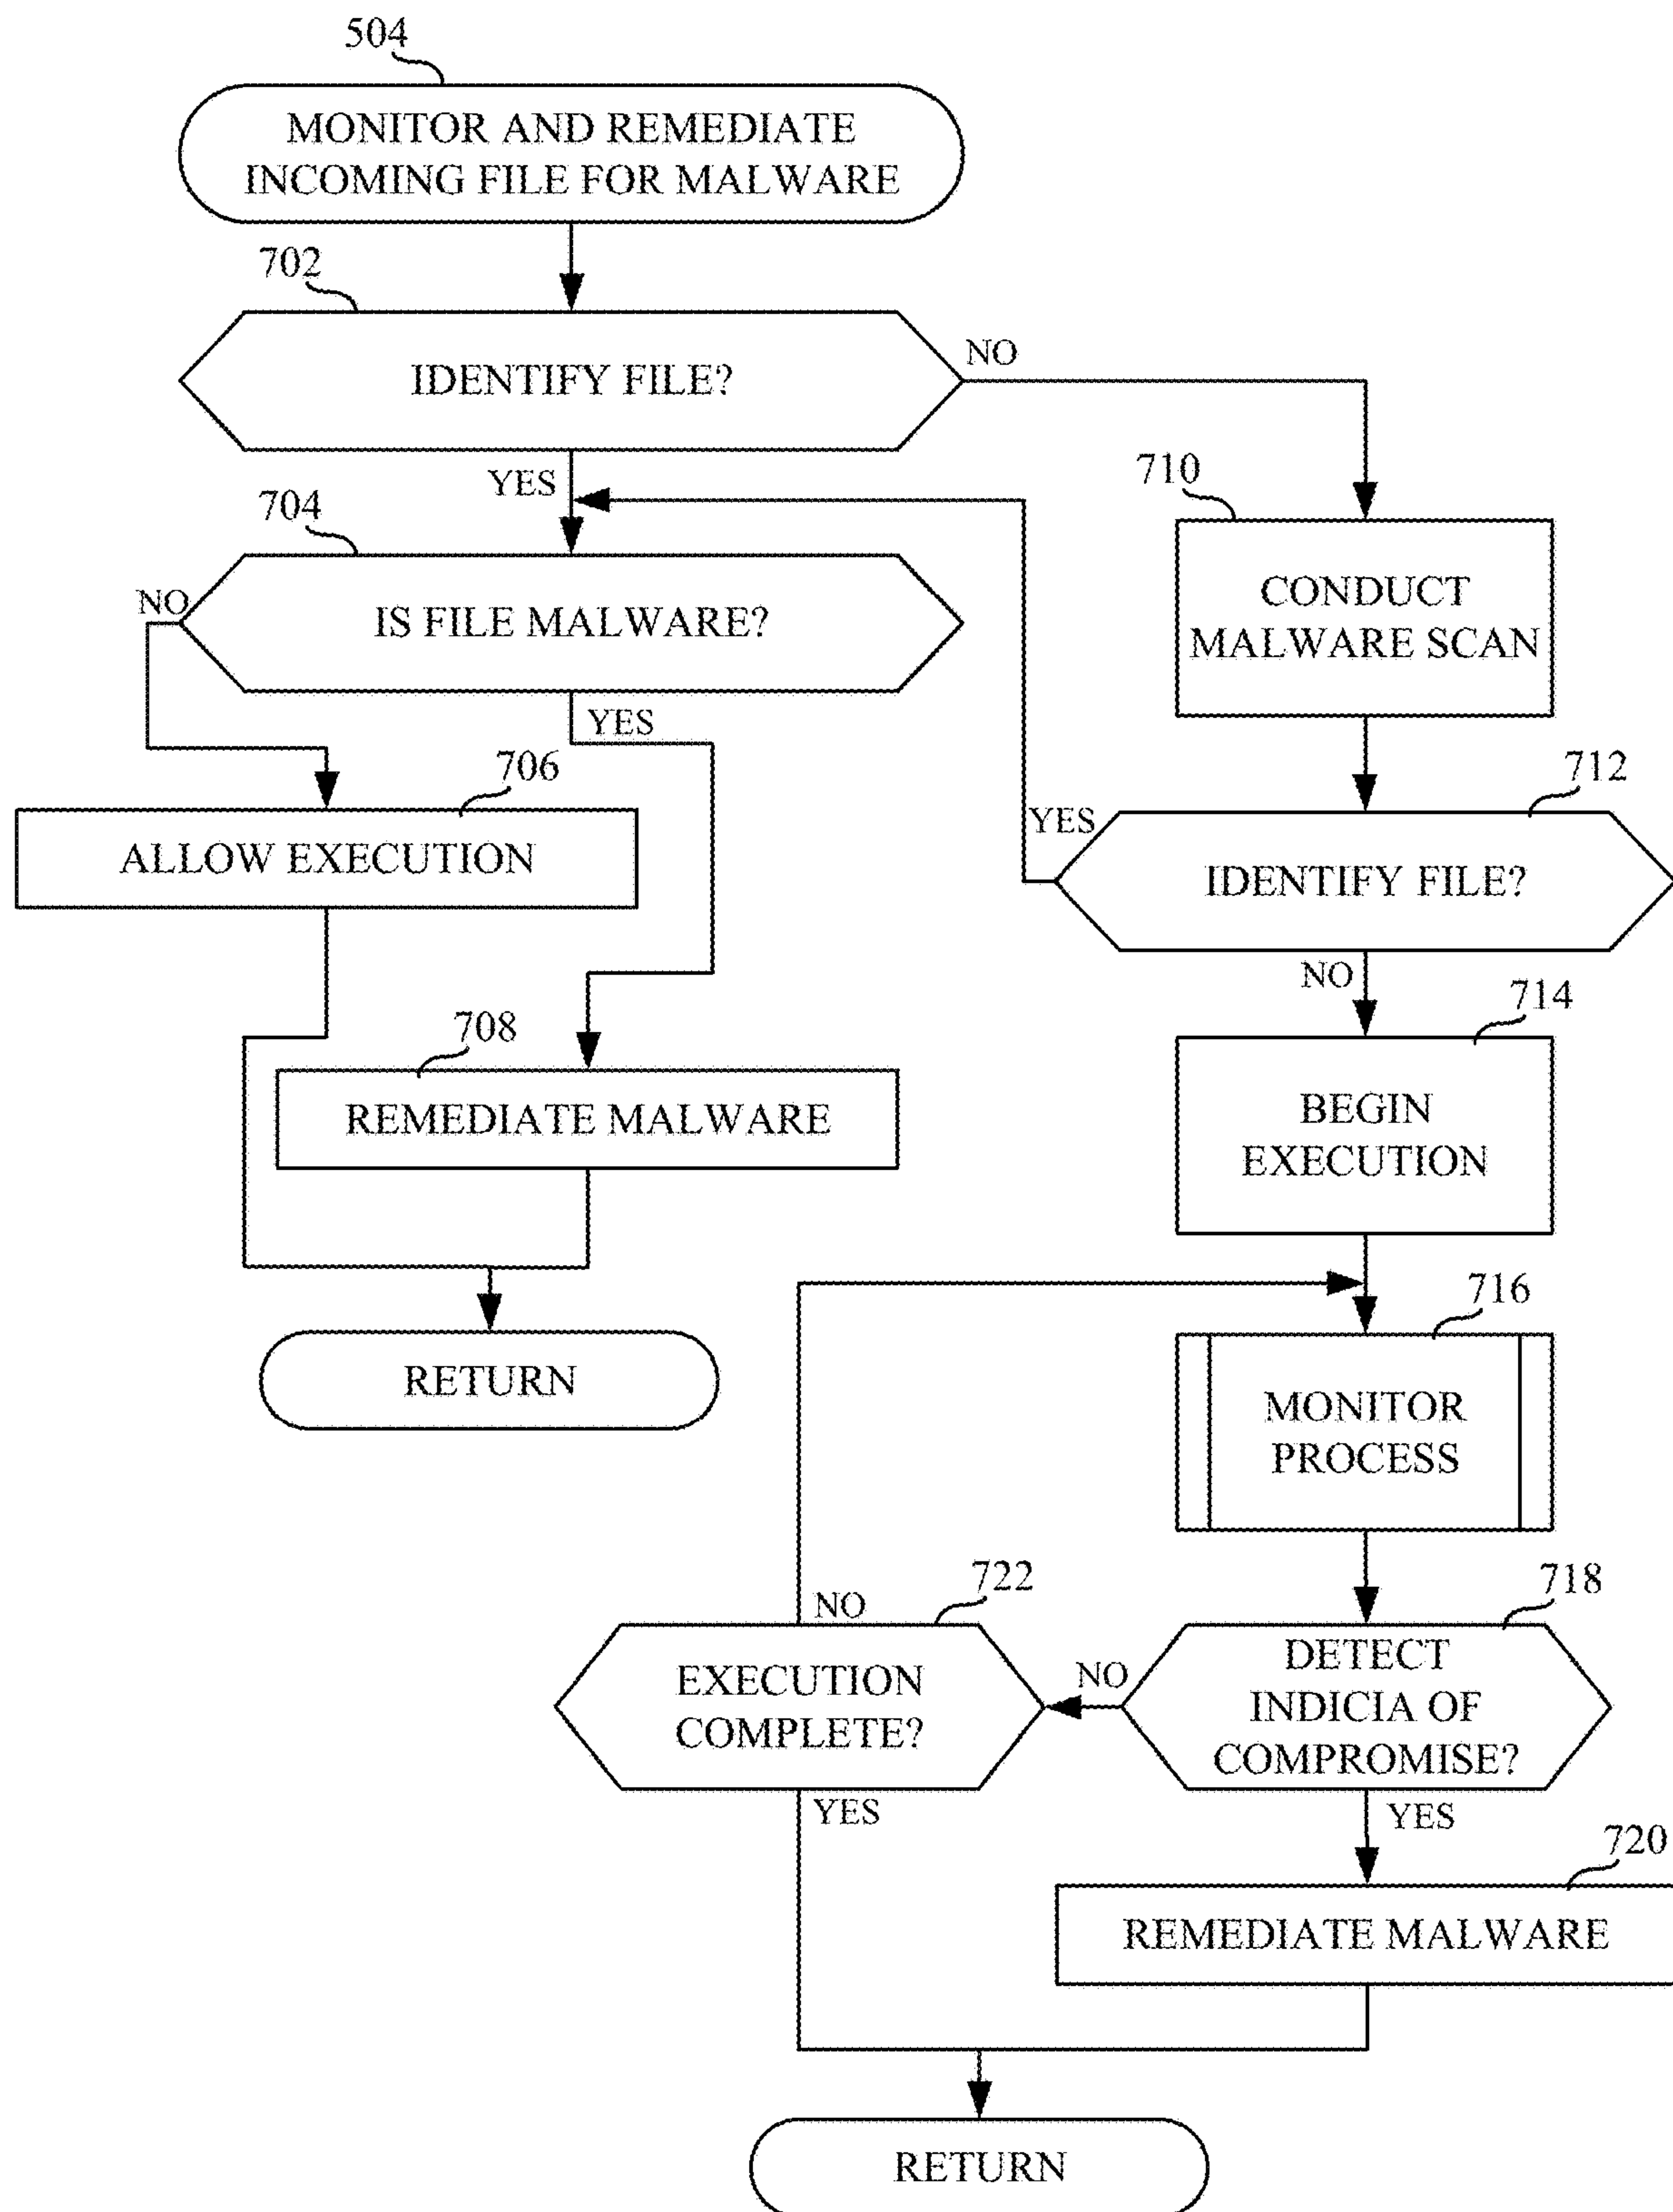 504
MONITOR AND REMEDIATE
INCOMING FILE FOR MALWARE
702
IDENTIFY FILE?
NO
YES
704
IS FILE MALWARE?
NO
YES
706
ALLOW EXECUTION
708
REMEDIATE MALWARE
RETURN
710
CONDUCT
MALWARE SCAN
712
IDENTIFY FILE?
YES
NO
714
BEGIN
EXECUTION
716
MONITOR
PROCESS
718
DETECT
INDICIA OF
COMPROMISE?
NO
YES
722
EXECUTION
COMPLETE?
NO
YES
720
REMEDIATE MALWARE
RETURN